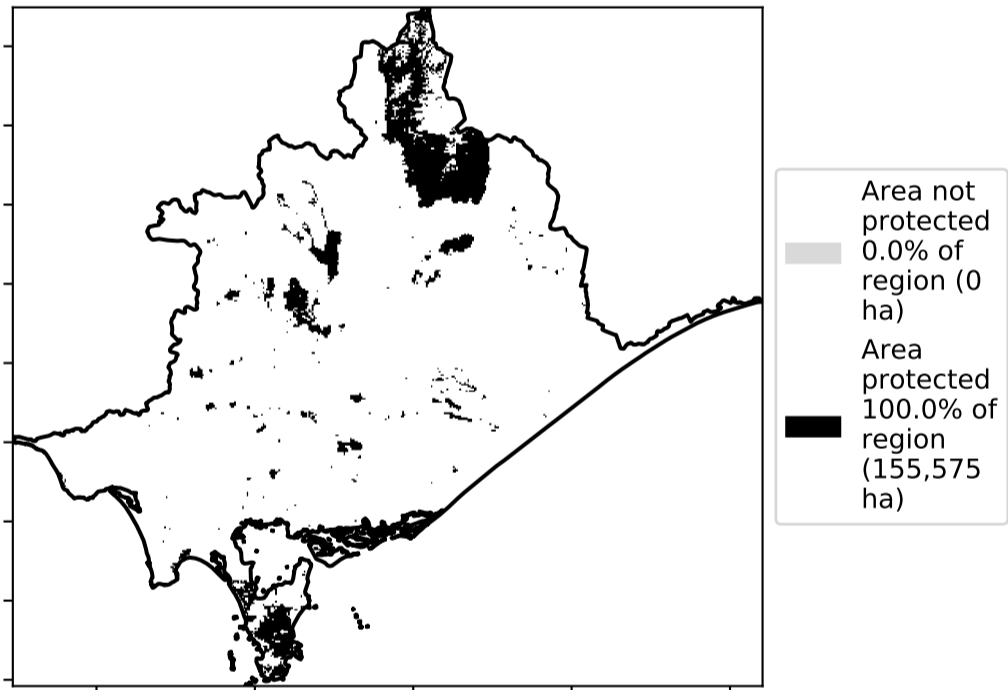 Area not
protected
0.0% of
region (0
ha)
Area
protected
100.0% of
region
(155,575
ha)